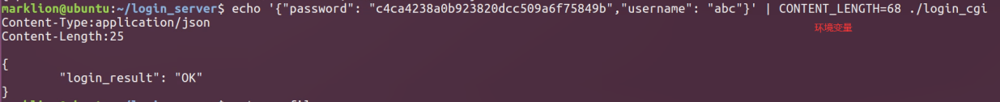 marklion@ubuntu:~/login_server$ echo '{"password": "c4ca4238a0b923820dcc509a6f75849b","username": "abc"}' | CONTENT_LENGTH=68 ./login_cgi
Content-Type:application/json
环境变量
Content-Length:25
{
"login_result": "OK"
}